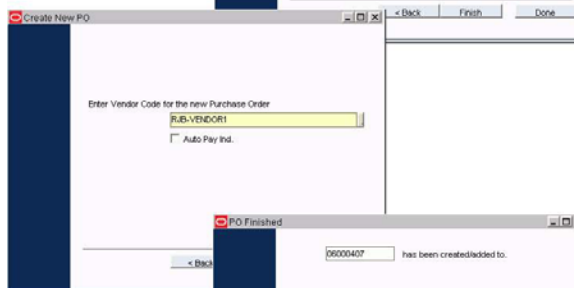 < Back Finish Done
Create New PO
Enter Vendor Code for the new Purchase Order
RJB-VENDOR1
Auto Pay Ind.
PO Finished
06000407 has been created/added to.
< Back